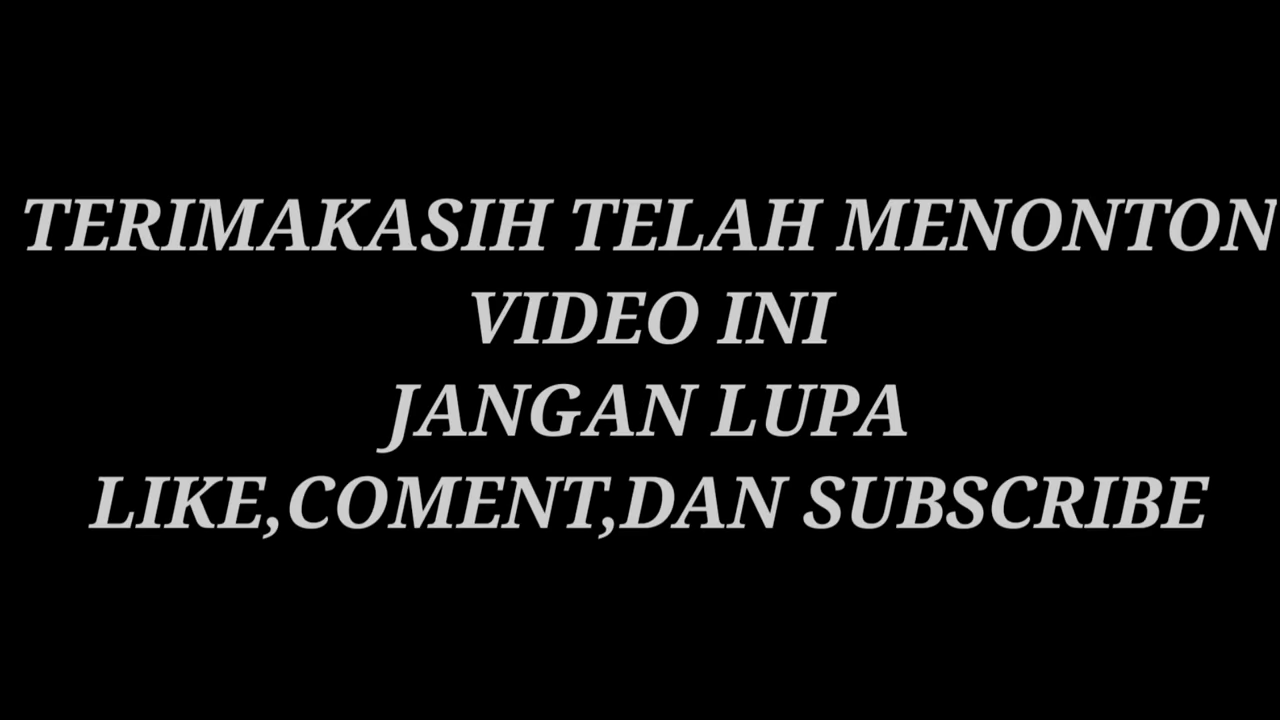 TERIMAKASIH TELAH MENONTON
VIDEO INI
JANGAN LUPA
LIKE,COMENT,DAN SUBSCRIBE